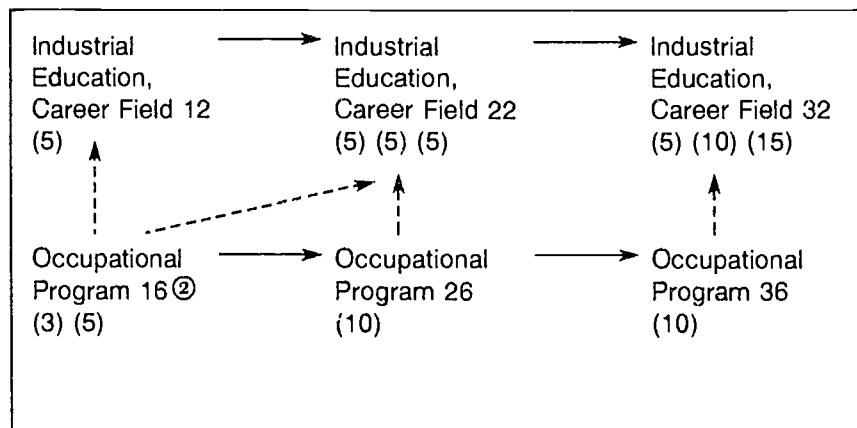 Industrial
Education,
Career Field 12
(5)
Industrial
Education,
Career Field 22
(5) (5) (5)
Industrial
Education,
Career Field 32
(5) (10) (15)
Occupational
Program 16②
(3) (5)
Occupational
Program 26
(10)
Occupational
Program 36
(10)